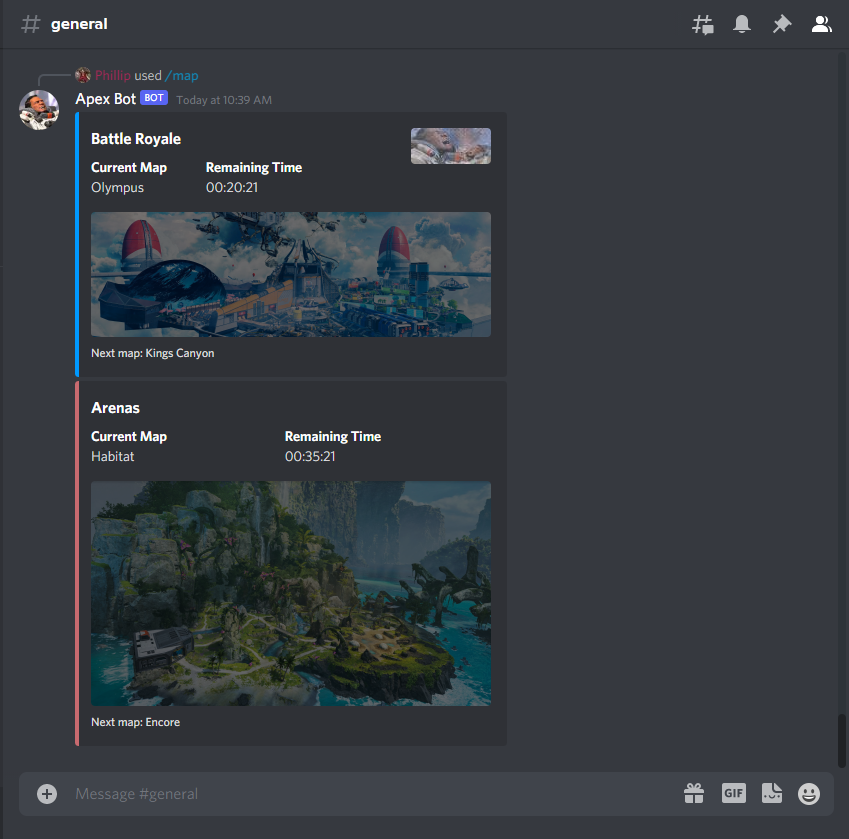 general
Phillip used /map
Apex Bot BOT Today at 10:39 AM
Battle Royale
Current Map Remaining Time
Olympus 00:20:21
Next map: Kings Canyon
Arenas
Current Map Remaining Time
Habitat 00:35:21
Next map: Encore
Message #general GIF